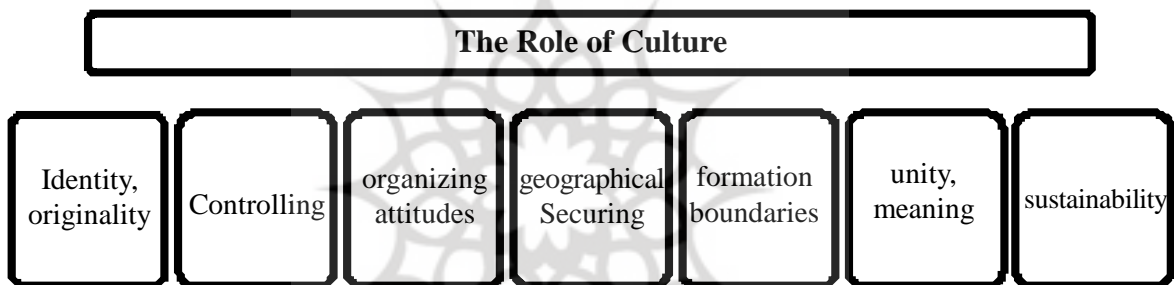 The Role of Culture
Identity,
originality
Controlling
organizing
attitudes
geographical
Securing
formation
boundaries
unity,
meaning
sustainability